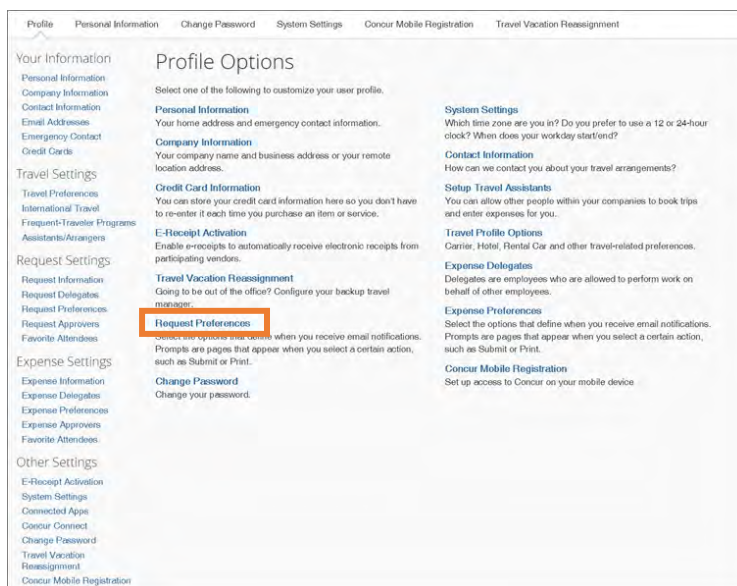 Profile Personal Information Change Password System Settings Concur Mobile Registration Travel Vacation Reassignment
Your Information
Personal Information
Company Information
Contact Information
Email Addresses
Emergency Contact
Credit Cards
Travel Settings
Travel Preferences
International Travel
Frequent-Traveler Programs
Assistants/Arrangers
Request Settings
Request Information
Request Delegates
Request Preferences
Request Approvers
Favorite Attendees
Expense Settings
Expense Information
Expense Delegates
Expense Preferences
Expense Approvers
Favorite Attendees
Other Settings
E-Receipt Activation
System Settings
Connected Apps
Concur Connect
Change Password
Travel Vacation
Reassignment
Concur Mobile Registration
Profile Options
Select one of the following to customize your user profile.
Personal Information
Your home address and emergency contact information.
Company Information
Your company name and business address or your remote
location address.
Credit Card Information
You can store your credit card information here so you don't have
to re-enter it each time you purchase an item or service.
E-Receipt Activation
Enable e-receipts to automatically receive electronic receipts from
participating vendors.
Travel Vacation Reassignment
Going to be out of the office? Configure your backup travel
manager.
Request Preferences
Select the options that define when you receive email notifications.
Prompts are pages that appear when you select a certain action,
such as Submit or Print.
Change Password
Change your password.
System Settings
Which time zone are you in? Do you prefer to use a 12 or 24-hour
clock? When does your workday start/end?
Contact Information
How can we contact you about your travel arrangements?
Setup Travel Assistants
You can allow other people within your companies to book trips
and enter expenses for you.
Travel Profile Options
Carrier, Hotel, Rental Car and other travel-related preferences.
Expense Delegates
Delegates are employees who are allowed to perform work on
behalf of other employees.
Expense Preferences
Select the options that define when you receive email notifications.
Prompts are pages that appear when you select a certain action,
such as Submit or Print.
Concur Mobile Registration
Set up access to Concur on your mobile device